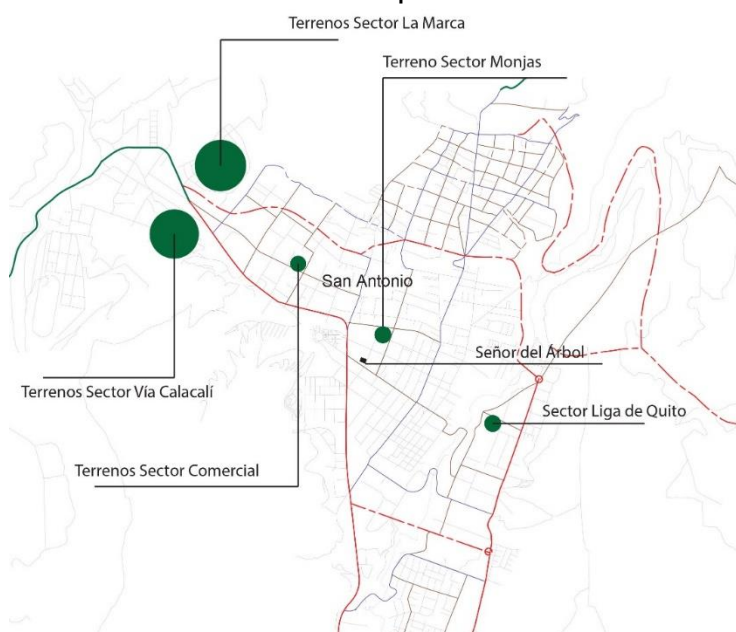 Terrenos Sector La Marca
Terreno Sector Monjas
San Antonio
Señor del Árbol
Terrenos Sector Vía Calacalí
Sector Liga de Quito
Terrenos Sector Comercial